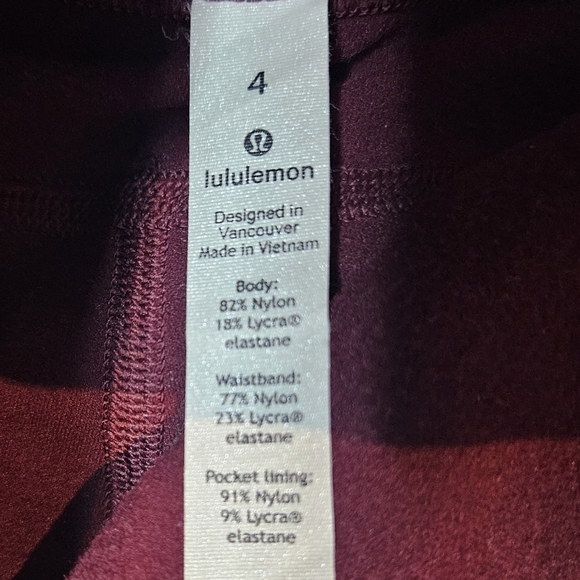 4
lululemon
Designed in
Vancouver
Made in Vietnam
Body:
82% Nylon
18% Lycra®
elastane
Waistband:
77% Nylon
23% Lycra®
elastane
Pocket lining:
91% Nylon
9% Lycra®
elastane